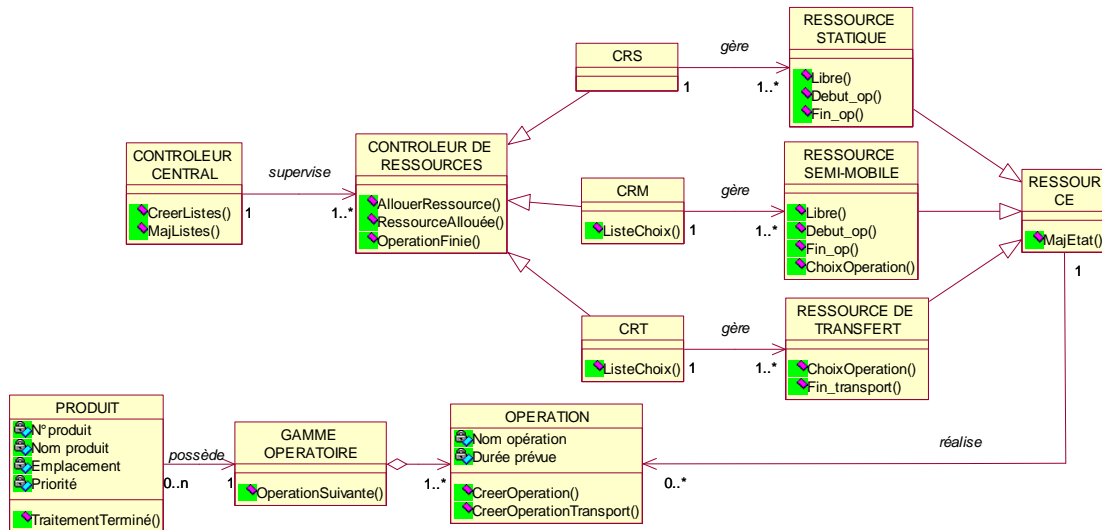 RESSOURCE
STATIQUE
Libre()
Debut_op()
Fin_op()
CRS
gère
1
1..*
CONTROLEUR
CENTRAL
CreerListes()
MajListes()
supervise
1
1..*
CONTROLEUR DE
RESSOURCES
AllouerRessource()
RessourceAllouée()
OperationFinie()
CRM
ListeChoix()
gère
1
1..*
RESSOURCE
SEMI-MOBILE
Libre()
Debut_op()
Fin_op()
ChoixOperation()
RESSOUR
CE
MajEtat()
1
CRT
ListeChoix()
gère
1
1..*
RESSOURCE DE
TRANSFERT
ChoixOperation()
Fin_transport()
PRODUIT
N° produit
Nom produit
Emplacement
Priorité
TraitementTerminé()
possède
0..n
1
GAMME
OPERATOIRE
OperationSuivante()
1..*
OPERATION
Nom opération
Durée prévue
CreerOperation()
CreerOperationTransport()
réalise
0..*